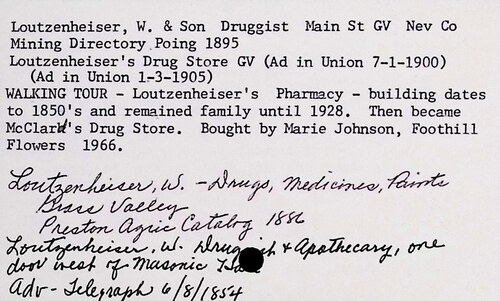 Loutzenheiser, W. & Son Druggist Main St GV Nev Co
Mining Directory Poing 1895
Loutzenheiser's Drug Store GV (Ad in Union 7-1-1900)
(Ad in Union 1-3-1905)
WALKING TOUR - Loutzenheiser's Pharmacy - building dates
to 1850's and remained family until 1928. Then became
McClard's Drug Store. Bought by Marie Johnson, Foothill
Flowers 1966.
Loutzenheiser, W. - Drugs, Medicines, Paints
Grass Valley
Preston Agric Catalog 1886
Loutzenheiser, W. & Apothecary, one
door west of Masonic
Adv - Telegraph 6/8/1854